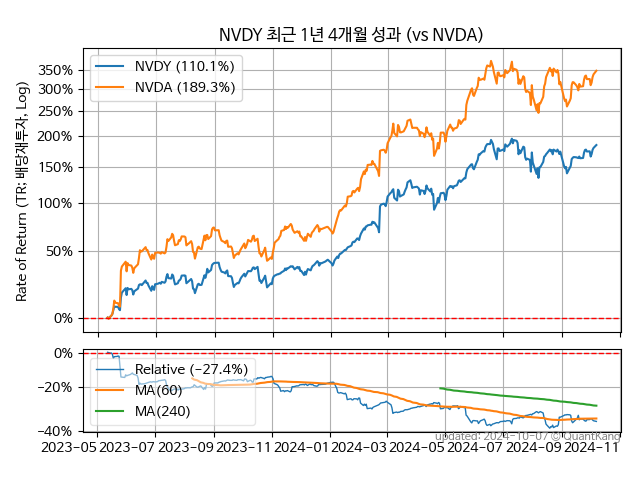 NVDY 최근 1년 4개월 성과 (vs NVDA)
Rate of Return (TR; 배당재투자, Log)
350%
300%
250%
200%
150%
100%
50%
0%
NVDY (110.1%)
NVDA (189.3%)
0%
−20%
−40%
Relative (-27.4%)
MA(60)
MA(240)
updated: 2024-10-07 © QuantKang
2023-05 2023-07 2023-09 2023-11 2024-01 2024-03 2024-05 2024-07 2024-09 2024-11